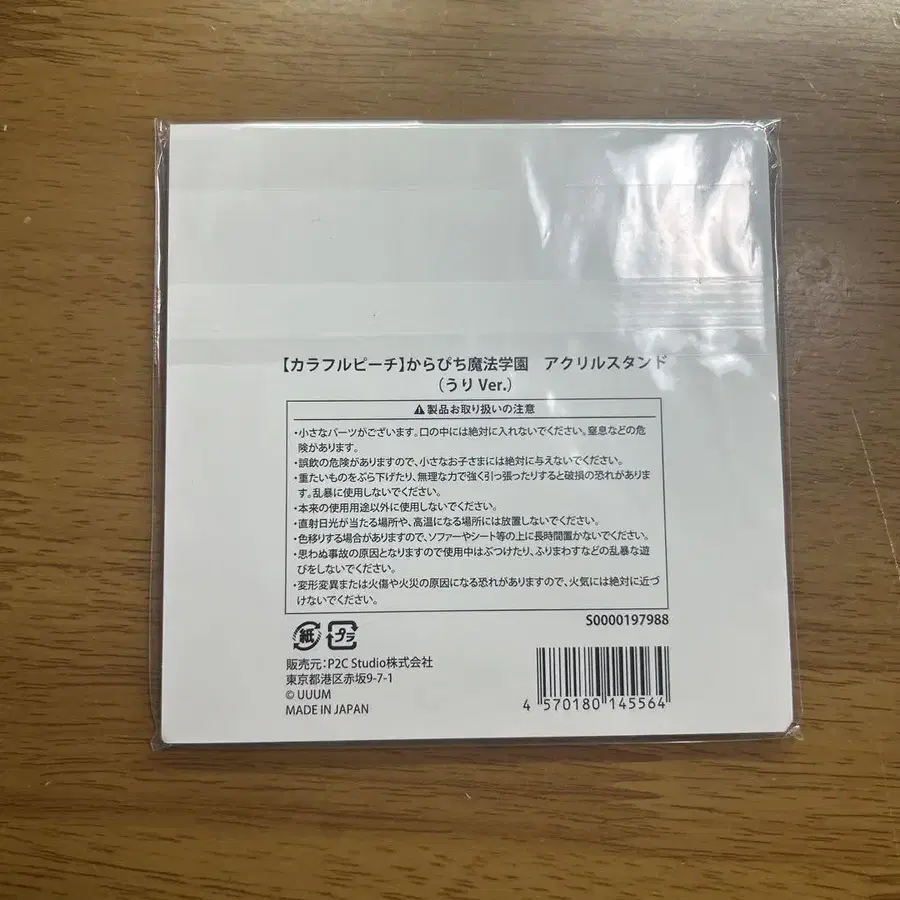 【カラフルピーチ】からぴち魔法学園　アクリルスタンド
（うり Ver.）
⚠製品お取り扱いの注意
・小さなパーツがございます。口の中には絶対に入れないでください。窒息などの危
険があります。
・誤飲の危険がありますので、小さなお子さまには絶対に与えないでください。
・重たいものをぶら下げたり、無理な力で強く引っ張ったりすると破損の恐れがありま
す。乱暴に使用しないでください。
・本来の使用用途以外に使用しないでください。
・直射日光が当たる場所や、高温になる場所には放置しないでください。
・色移りする場合がありますので、ソファーやシート等の上に長時間置かないでください。
・思わぬ事故の原因となりますので使用中はぶつけたり、ふりまわすなどの乱暴な遊
びをしないでください。
・変形変異または火傷や火災の原因になる恐れがありますので、火気には絶対に近づ
けないでください。
S0000197988
紙 プラ
販売元：P2C Studio株式会社
東京都港区赤坂9-7-1
© UUUM
MADE IN JAPAN
4 570180 145564